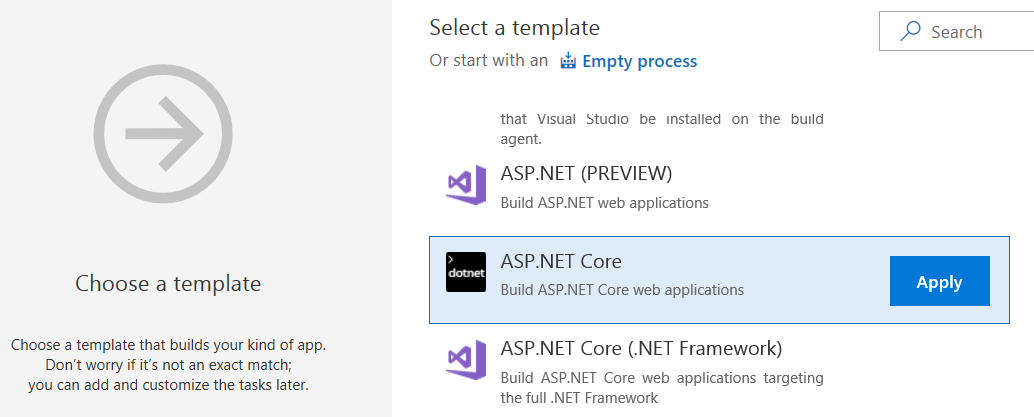 Select a template
Search
Or start with an Empty process
that Visual Studio be installed on the build
agent.
ASP.NET (PREVIEW)
Build ASP.NET web applications
dotnet
ASP.NET Core
Build ASP.NET Core web applications
Apply
ASP.NET Core (.NET Framework)
Build ASP.NET Core web applications targeting
the full .NET Framework
Choose a template
Choose a template that builds your kind of app.
Don't worry if it's not an exact match;
you can add and customize the tasks later.